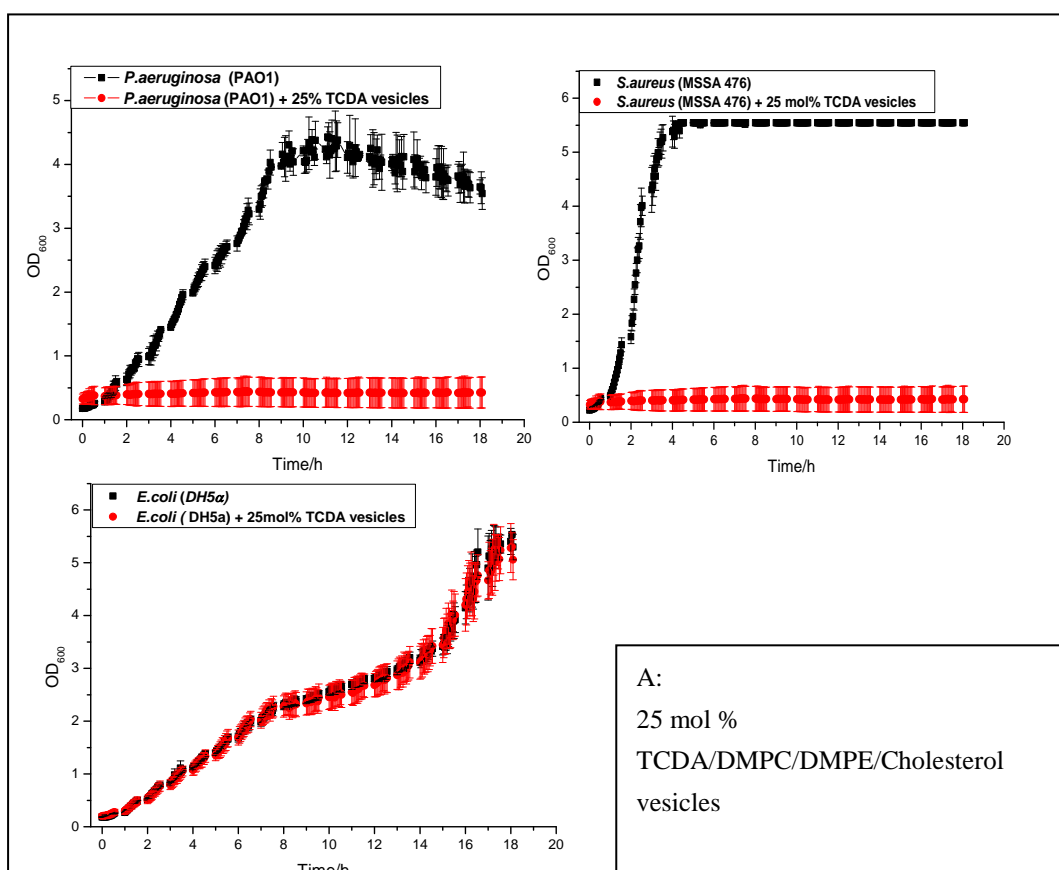 P.aeruginosa (PAO1)
P.aeruginosa (PAO1) + 25% TCDA vesicles
5
4
3
2
1
0
OD600
0 2 4 6 8 10 12 14 16 18 20
Time/h
S.aureus (MSSA 476)
S.aureus (MSSA 476) + 25 mol% TCDA vesicles
6
5
4
3
2
1
0
OD600
0 2 4 6 8 10 12 14 16 18 20
Time/h
E.coli (DH5α)
E.coli ( DH5a) + 25mol% TCDA vesicles
6
5
4
3
2
1
0
OD600
0 2 4 6 8 10 12 14 16 18 20
Time/h
A:
25 mol %
TCDA/DMPC/DMPE/Cholesterol
vesicles